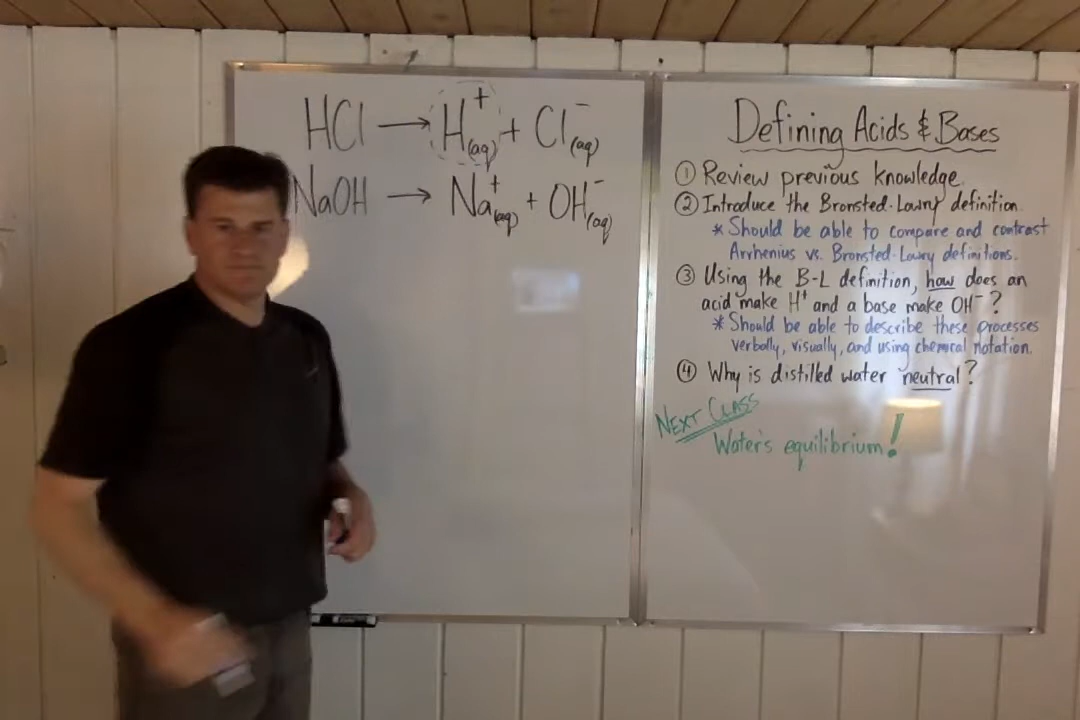 HCl → H⁺(aq) + Cl⁻(aq)
NaOH → Na⁺(aq) + OH⁻(aq)
Defining Acids & Bases
① Review previous knowledge.
② Introduce the Bronsted-Lowry definition.
* Should be able to compare and contrast
Arrhenius vs. Bronsted-Lowry definitions.
③ Using the B-L definition, how does an
acid make H⁺ and a base make OH⁻?
* Should be able to describe these processes
verbally, visually, and using chemical notation.
④ Why is distilled water neutral?
NEXT CLASS
Water's equilibrium!